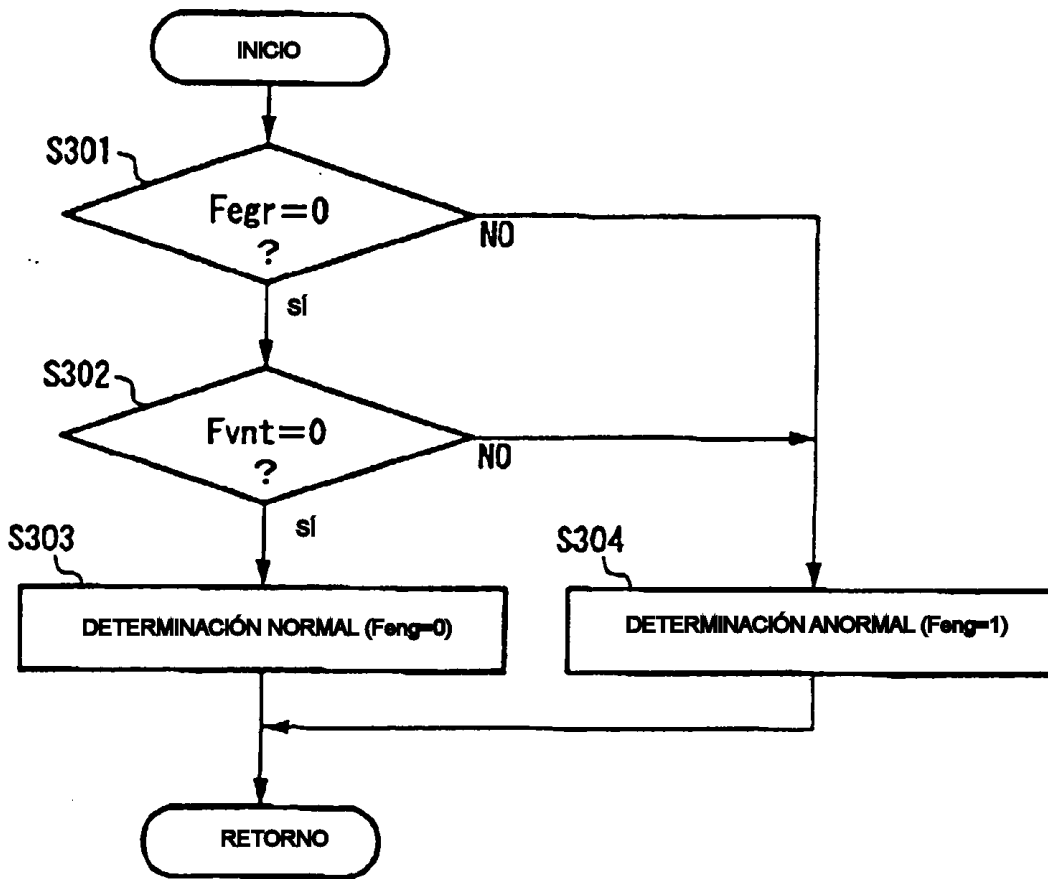 INICIO
S301
Fegr=0
?
NO
sí
S302
Fvnt=0
?
NO
sí
S303
DETERMINACIÓN NORMAL (Feng=0)
S304
DETERMINACIÓN ANORMAL (Feng=1)
RETORNO